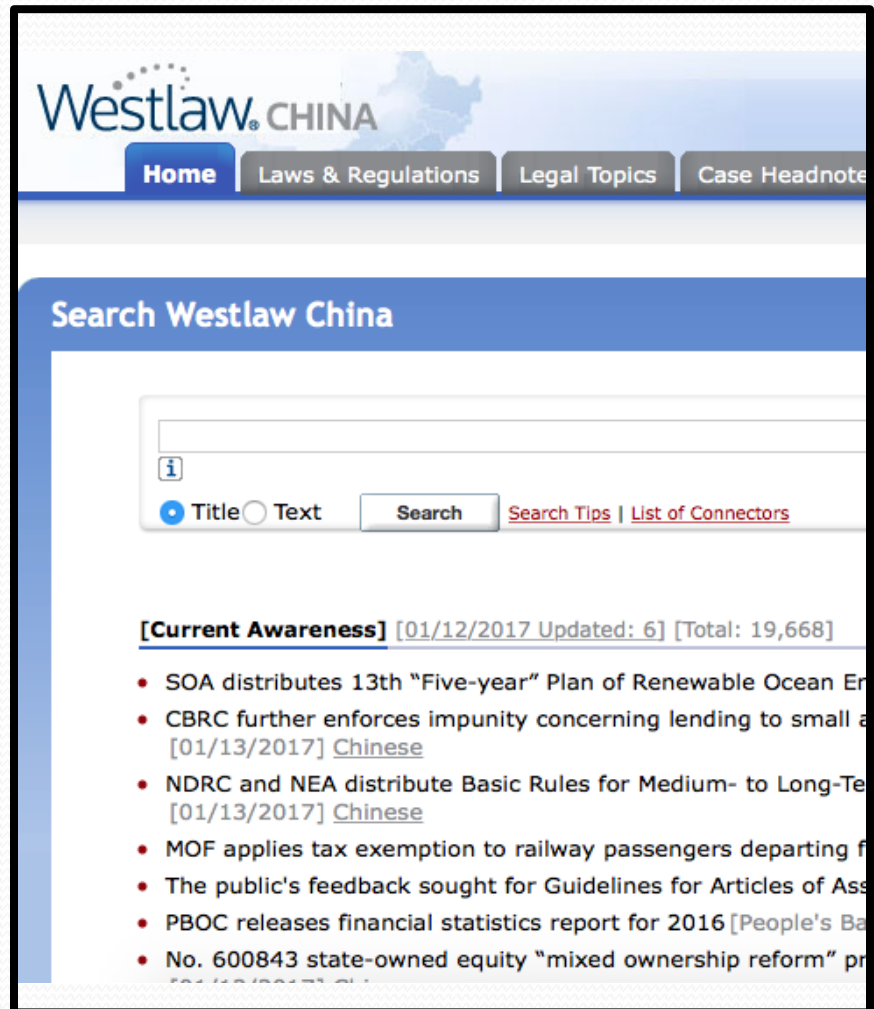 Westlaw® CHINA
Home Laws & Regulations Legal Topics Case Headnote
Search Westlaw China
i
Title Text Search Search Tips | List of Connectors
[Current Awareness] [01/12/2017 Updated: 6] [Total: 19,668]
• SOA distributes 13th “Five-year” Plan of Renewable Ocean En
• CBRC further enforces impunity concerning lending to small a
[01/13/2017] Chinese
• NDRC and NEA distribute Basic Rules for Medium- to Long-Te
[01/13/2017] Chinese
• MOF applies tax exemption to railway passengers departing f
• The public's feedback sought for Guidelines for Articles of Ass
• PBOC releases financial statistics report for 2016 [People's Ba
• No. 600843 state-owned equity “mixed ownership reform” pr